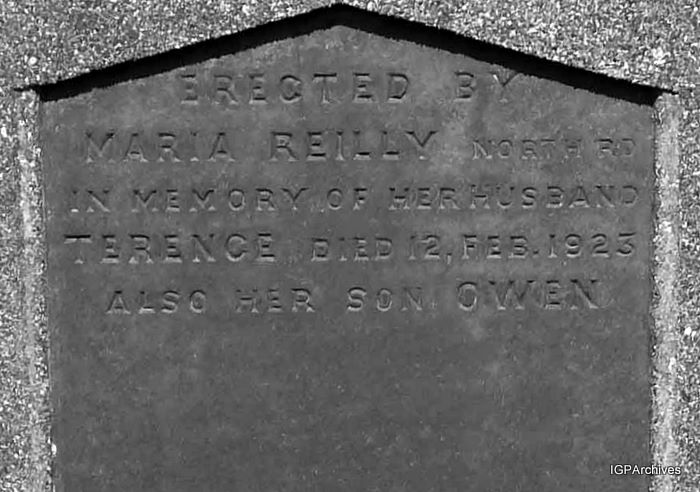 ERECTED BY
MARIA REILLY NORTH RD
IN MEMORY OF HER HUSBAND
TERENCE DIED 12, FEB. 1923
ALSO HER SON OWEN
IGPArchives